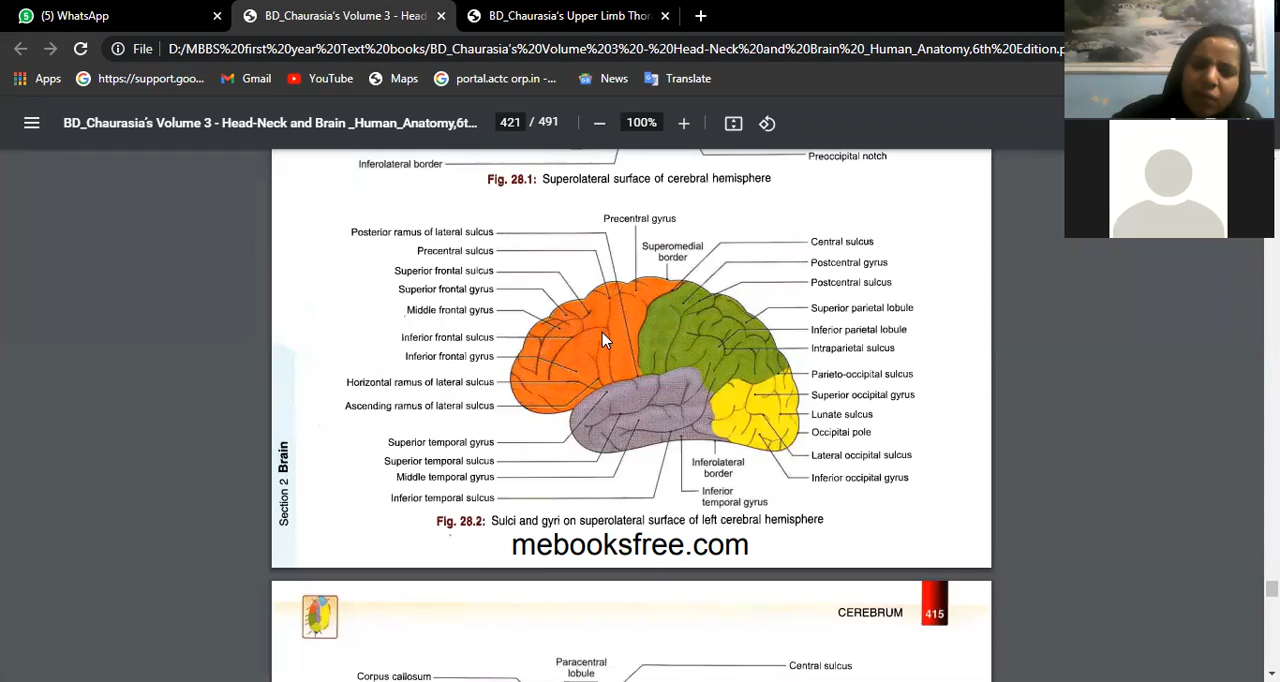 (5) WhatsApp
BD_Chaurasia's Volume 3 - Head
BD_Chaurasia's Upper Limb Thor
File
D:/MBBS%20first%20year%20Text%20books/BD_Chaurasia's%20Volume%203%20-%20Head-Neck%20and%20Brain%20_Human_Anatomy,6th%20Edition.p
Apps
https://support.goo...
Gmail
YouTube
Maps
portal.actc orp.in -...
News
Translate
BD_Chaurasia's Volume 3 - Head-Neck and Brain _Human_Anatomy,6t...
421 / 491
100%
Inferolateral border
Preoccipital notch
Fig. 28.1: Superolateral surface of cerebral hemisphere
Precentral gyrus
Posterior ramus of lateral sulcus
Precentral sulcus
Superior frontal sulcus
Superior frontal gyrus
Middle frontal gyrus
Inferior frontal sulcus
Inferior frontal gyrus
Horizontal ramus of lateral sulcus
Ascending ramus of lateral sulcus
Superior temporal gyrus
Superior temporal sulcus
Middle temporal gyrus
Inferior temporal sulcus
Superomedial
border
Central sulcus
Postcentral gyrus
Postcentral sulcus
Superior parietal lobule
Inferior parietal lobule
Intraparietal sulcus
Parieto-occipital sulcus
Superior occipital gyrus
Lunate sulcus
Occipital pole
Lateral occipital sulcus
Inferior occipital gyrus
Inferolateral
border
Inferior
temporal gyrus
Section 2 Brain
Fig. 28.2: Sulci and gyri on superolateral surface of left cerebral hemisphere
mebooksfree.com
CEREBRUM
415
Paracentral
lobule
Corpus callosum
Central sulcus